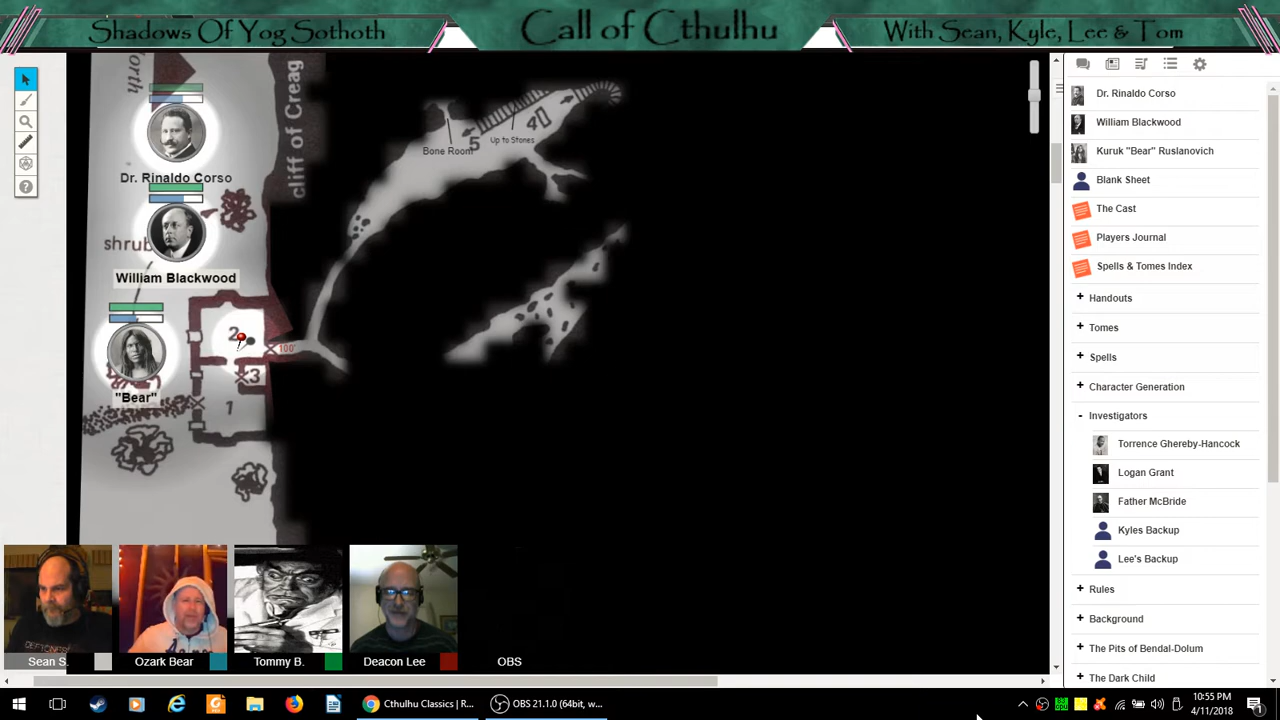 Shadows Of Yog Sothoth
Call of Cthulhu
With Sean, Kyle, Lee & Tom
orth
Dr. Rinaldo Corso
cliff of Creag
shrub
William Blackwood
"Bear"
2
X 100'
X3
1
Bone Room
5
40
Up to Stones
Dr. Rinaldo Corso
William Blackwood
Kuruk "Bear" Ruslanovich
Blank Sheet
The Cast
Players Journal
Spells & Tomes Index
+ Handouts
+ Tomes
+ Spells
+ Character Generation
- Investigators
Torrence Ghereby-Hancock
Logan Grant
Father McBride
Kyles Backup
Lee's Backup
+ Rules
+ Background
+ The Pits of Bendal-Dolum
+ The Dark Child
DEFTONES
Sean S.
Ozark Bear
Tommy B.
Deacon Lee
OBS
Cthulhu Classics | R...
OBS 21.1.0 (64bit, w...
10:55 PM
4/11/2018
1